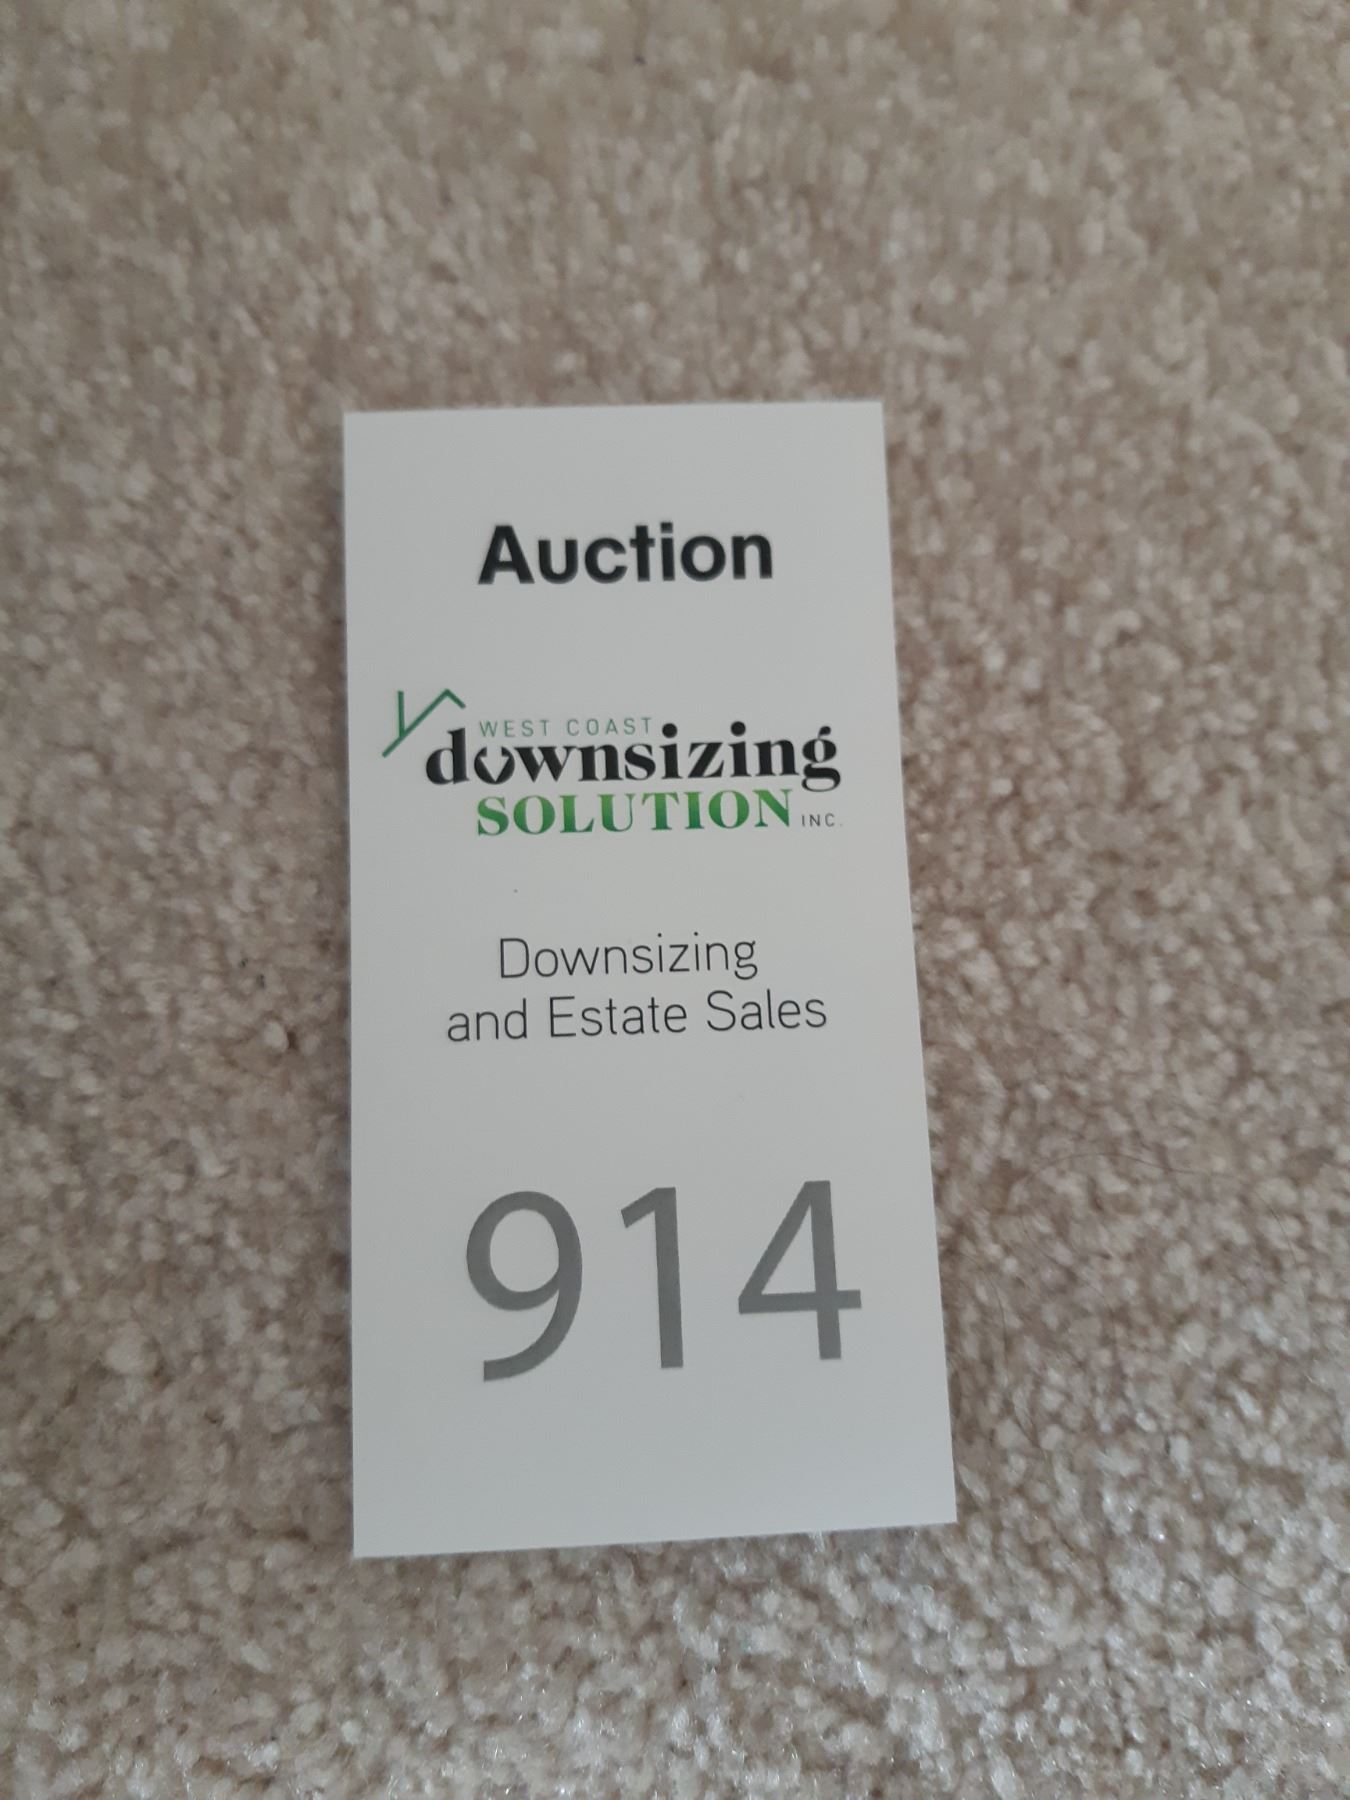 Auction
WEST COAST
downsizing
SOLUTION INC.
Downsizing
and Estate Sales
914